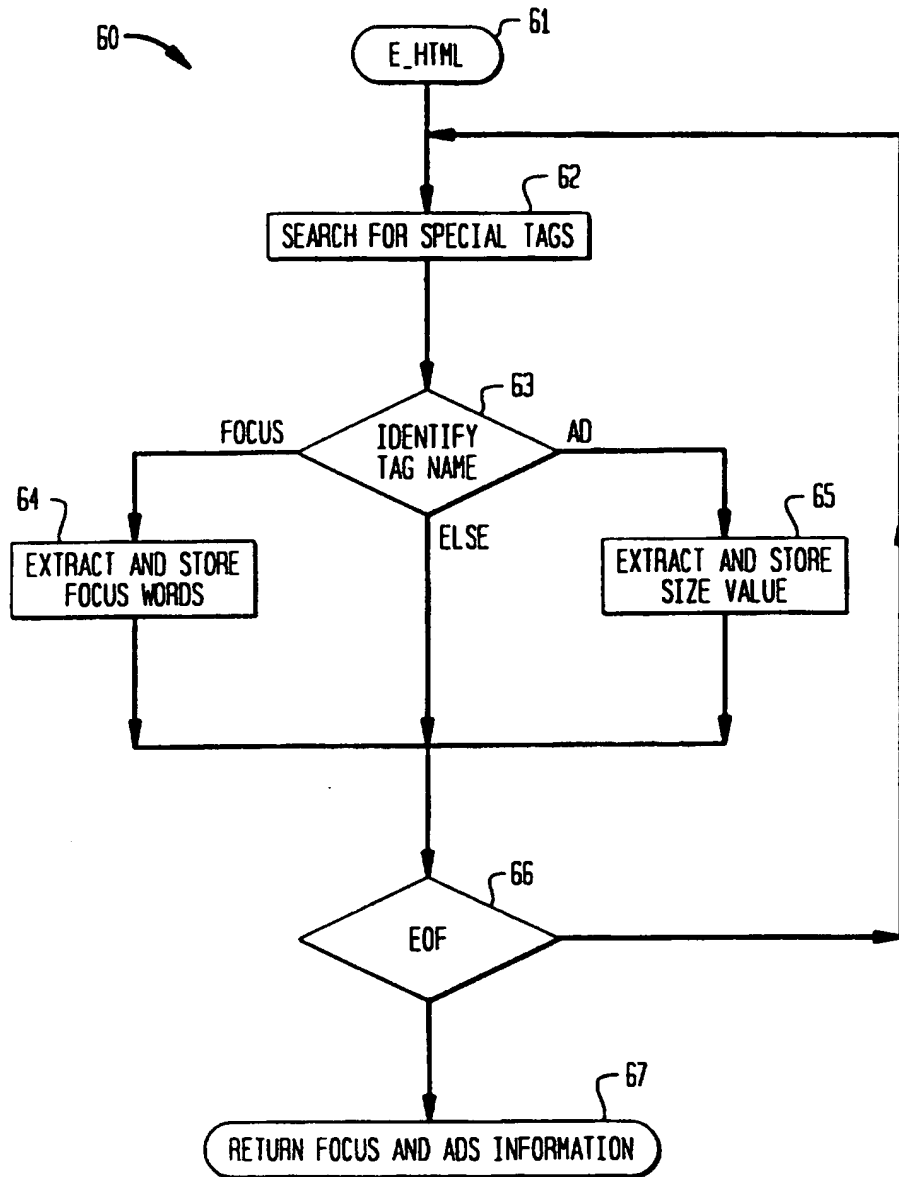 60
61
E_HTML
62
SEARCH FOR SPECIAL TAGS
63
FOCUS
IDENTIFY
TAG NAME
AD
64
ELSE
65
EXTRACT AND STORE
FOCUS WORDS
EXTRACT AND STORE
SIZE VALUE
66
EOF
67
RETURN FOCUS AND ADS INFORMATION